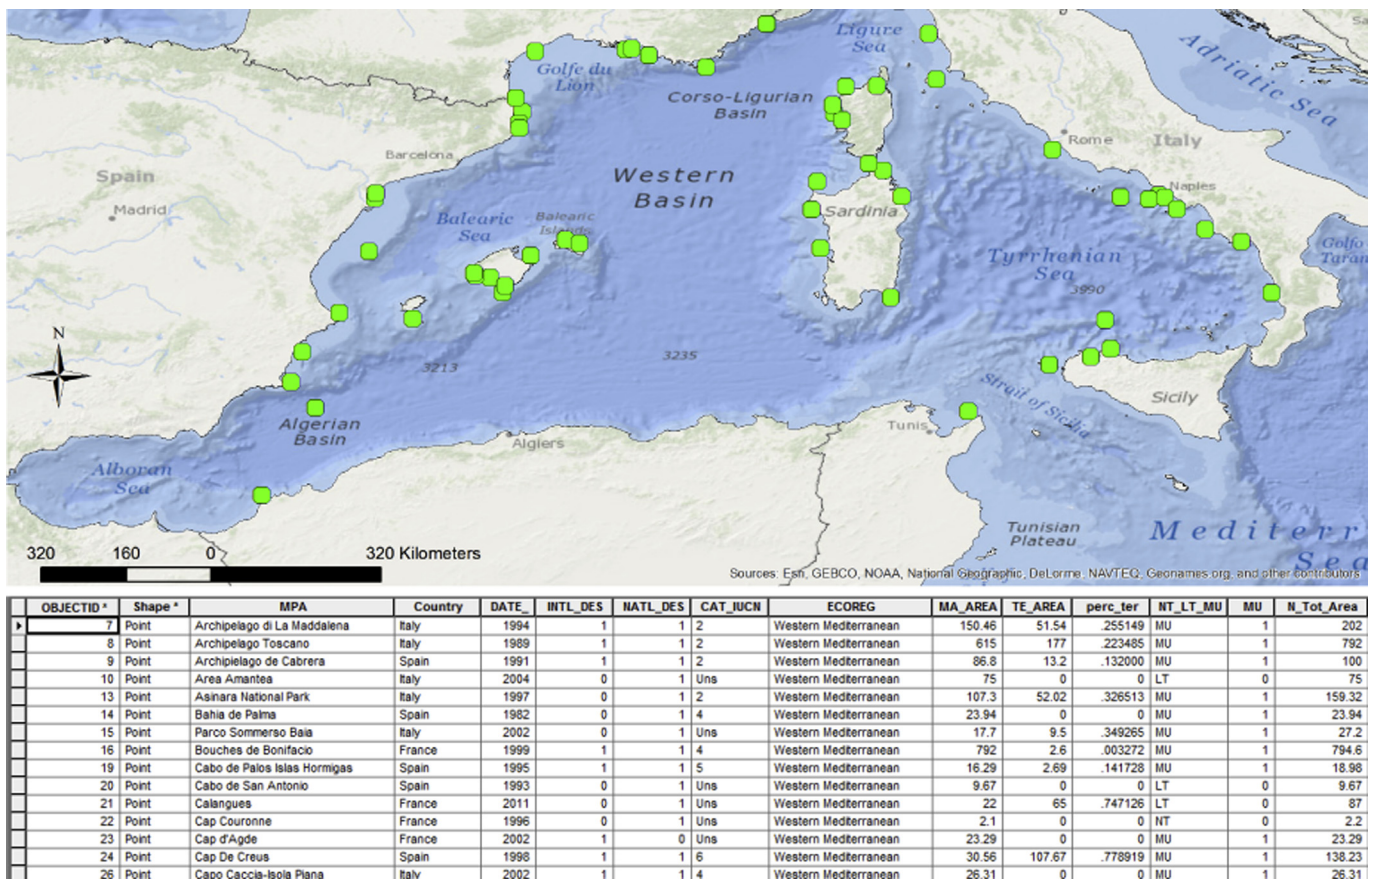 Ligure
Sea
Adriatic Sea
Golfe du
Lion
Corso-Ligurian
Basin
Rome
Italy
Barcelona
Spain
Western
Basin
Naples
Madrid
Balearic
Sea
Balearic
Islands
Sardinia
Golfo
Taran
Tyrrhenian
Sea
3990
N
3235
3213
Strait of Sicilia
Sicily
Algerian
Basin
Tunis
Algiers
Alboran
Sea
Tunisian
Plateau
Mediterr
Sea
320 160 0 320 Kilometers
Sources: Esri, GEBCO, NOAA, National Geographic, DeLorme, NAVTEQ, Geonames.org, and other contributors
OBJECTID * Shape * MPA Country DATE_ INTL_DES NATL_DES CAT_IUCN ECOREG MA_AREA TE_AREA perc_ter NT_LT_MU MU N_Tot_Area
7 Point Archipelago di La Maddalena Italy 1994 1 1 2 Western Mediterranean 150.46 51.54 .255149 MU 1 202
8 Point Archipelago Toscano Italy 1989 1 1 2 Western Mediterranean 615 177 .223485 MU 1 792
9 Point Archipielago de Cabrera Spain 1991 1 1 2 Western Mediterranean 86.8 13.2 .132000 MU 1 100
10 Point Area Amantea Italy 2004 0 1 Uns Western Mediterranean 75 0 0 LT 0 75
13 Point Asinara National Park Italy 1997 0 1 2 Western Mediterranean 107.3 52.02 .326513 MU 1 159.32
14 Point Bahia de Palma Spain 1982 0 1 4 Western Mediterranean 23.94 0 0 MU 1 23.94
15 Point Parco Sommerso Baia Italy 2002 0 1 Uns Western Mediterranean 17.7 9.5 .349265 MU 1 27.2
16 Point Bouches de Bonifacio France 1999 1 1 4 Western Mediterranean 792 2.6 .003272 MU 1 794.6
19 Point Cabo de Palos Islas Hormigas Spain 1995 1 1 5 Western Mediterranean 16.29 2.69 .141728 MU 1 18.98
20 Point Cabo de San Antonio Spain 1993 0 1 Uns Western Mediterranean 9.67 0 0 LT 0 9.67
21 Point Calangues France 2011 0 1 Uns Western Mediterranean 22 65 .747126 LT 0 87
22 Point Cap Couronne France 1996 0 1 Uns Western Mediterranean 2.1 0 0 NT 0 2.2
23 Point Cap d'Agde France 2002 1 0 Uns Western Mediterranean 23.29 0 0 MU 1 23.29
24 Point Cap De Creus Spain 1998 1 1 6 Western Mediterranean 30.56 107.67 .778919 MU 1 138.23
26 Point Capo Caccia-Isola Piana Italy 2002 1 1 4 Western Mediterranean 26.31 0 0 MU 1 26.31